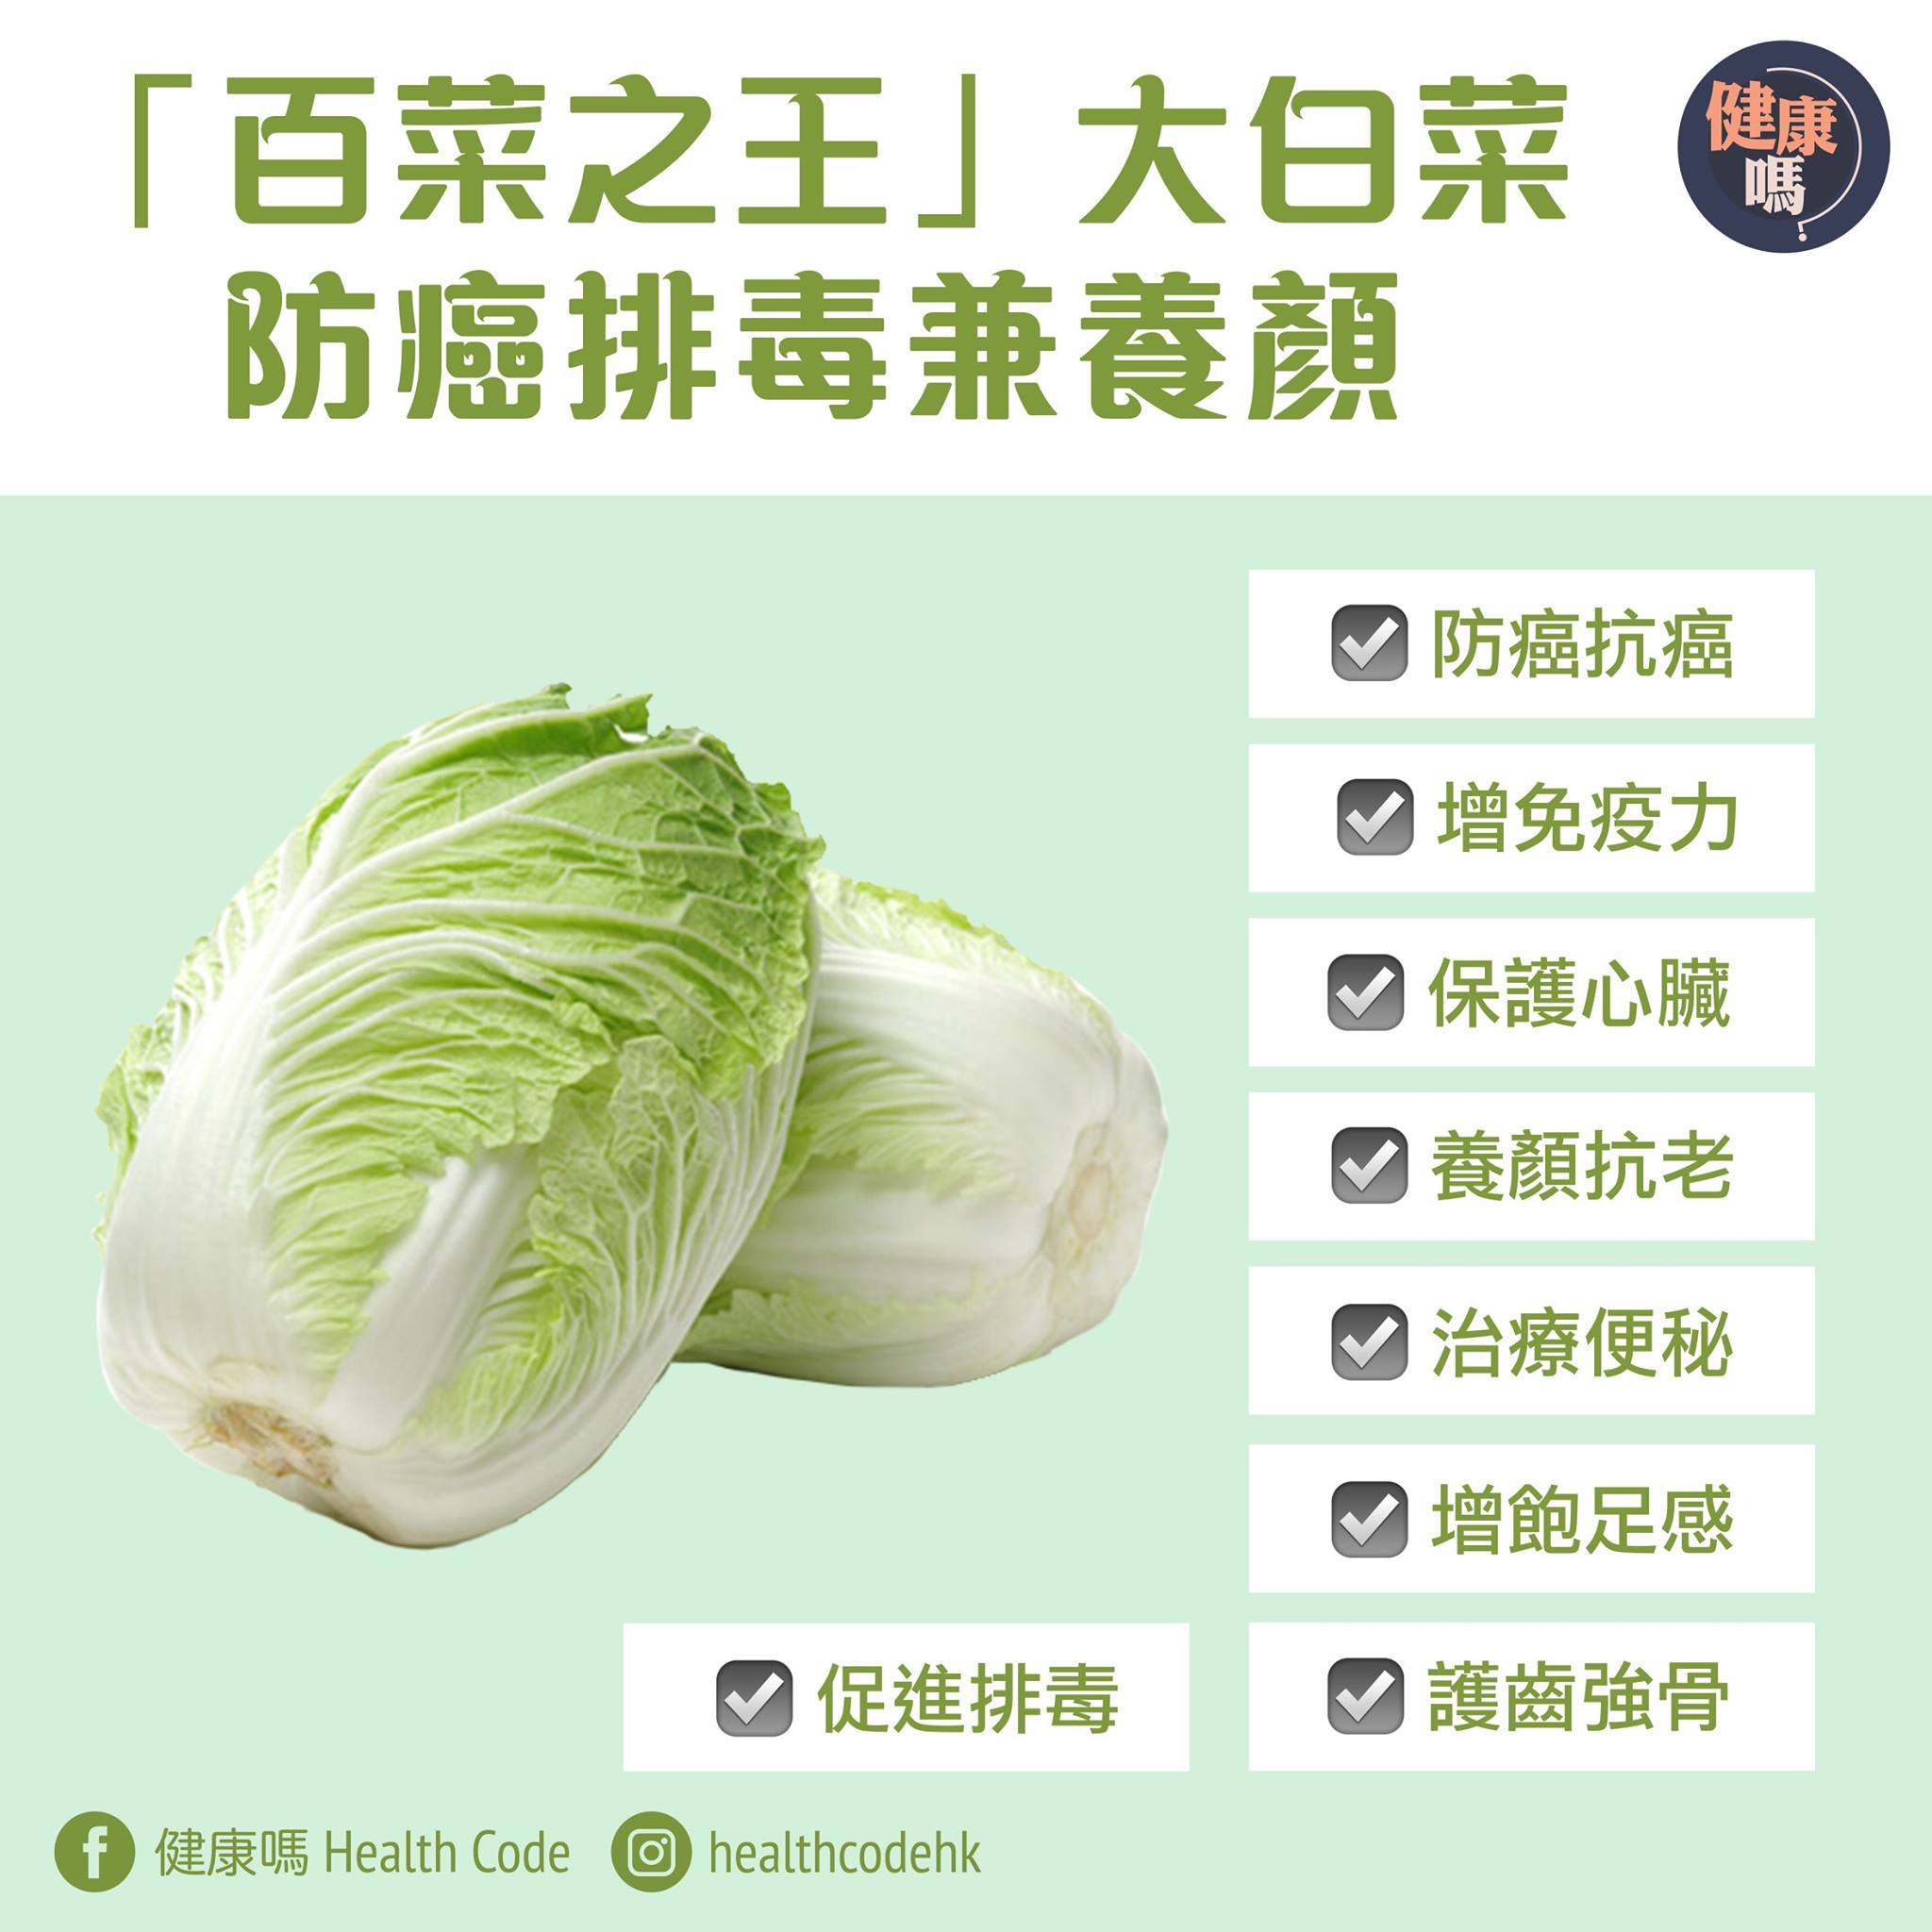 「百菜之王」大白菜
防癌排毒兼養顏
健康
嗎
防癌抗癌
增免疫力
保護心臟
養顏抗老
治療便秘
增飽足感
促進排毒
護齒強骨
健康嗎 Health Code
healthcodehk